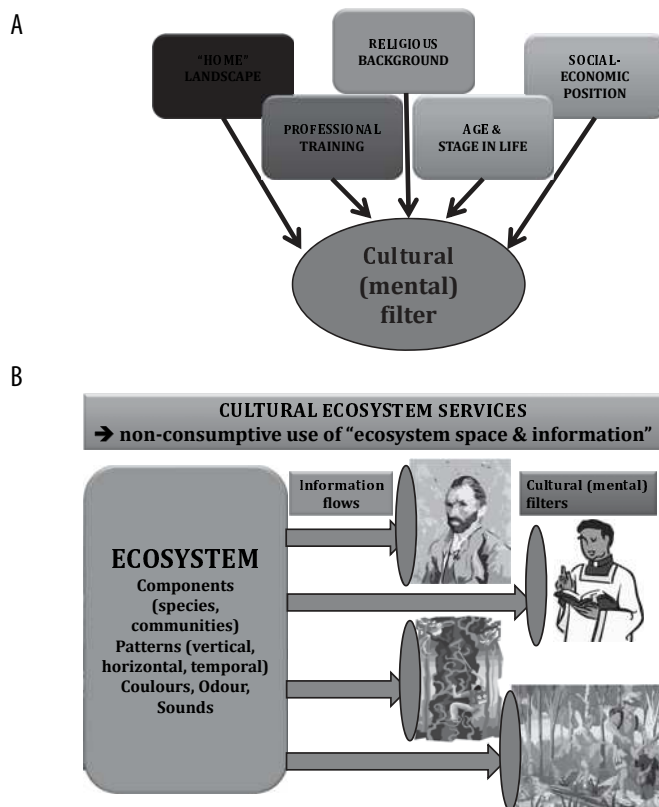 A
"HOME"
LANDSCAPE
RELIGIOUS
BACKGROUND
SOCIAL-
ECONOMIC
POSITION
PROFESSIONAL
TRAINING
AGE &
STAGE IN LIFE
Cultural
(mental)
filter
B
CULTURAL ECOSYSTEM SERVICES
➔ non-consumptive use of “ecosystem space & information”
Information
flows
Cultural (mental)
filters
ECOSYSTEM
Components
(species,
communities)
Patterns (vertical,
horizontal, temporal)
Coulours, Odour,
Sounds